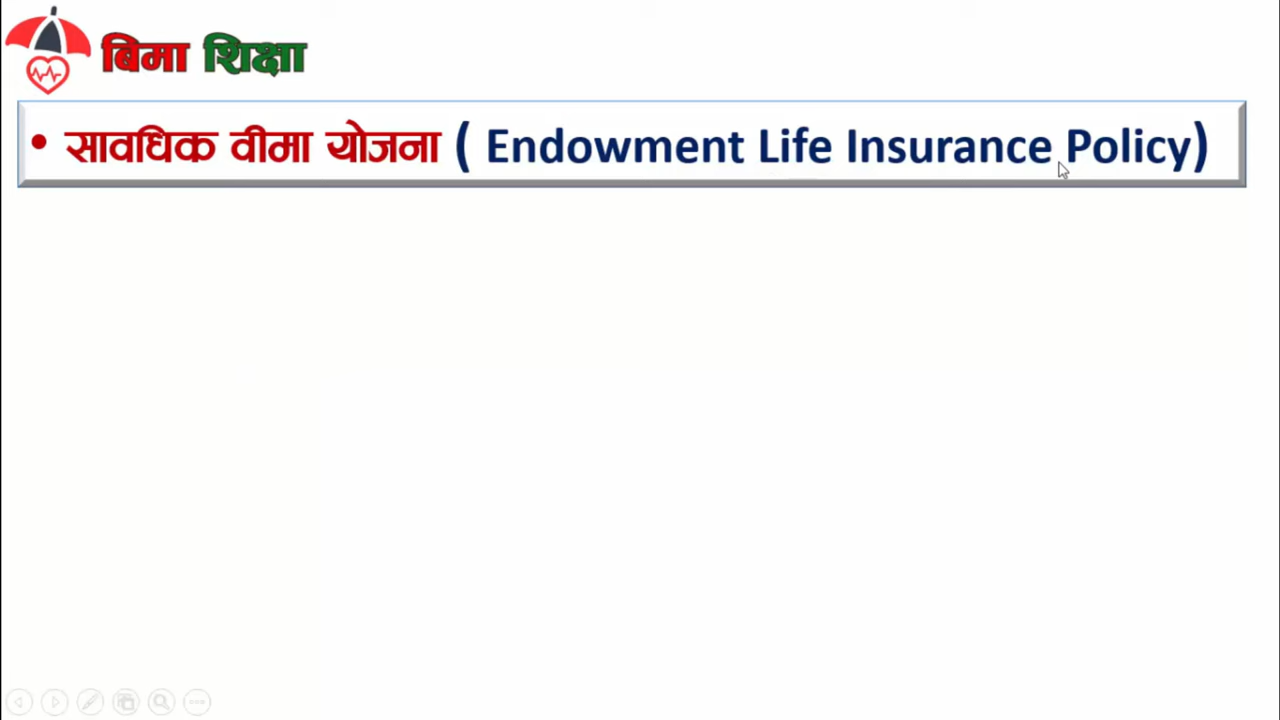 बिमा शिक्षा
• सावधिक वीमा योजना ( Endowment Life Insurance Policy)